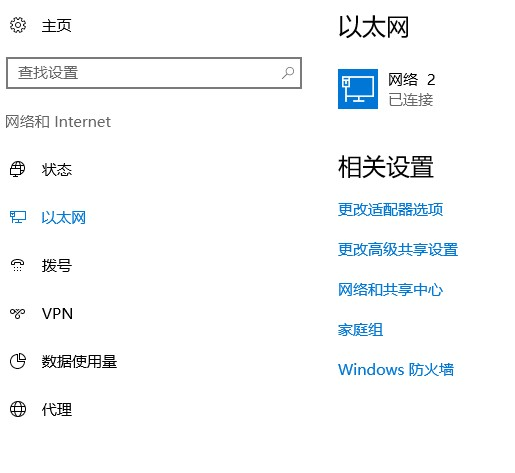 主页
查找设置
网络和 Internet
状态
以太网
拨号
VPN
数据使用量
代理
以太网
网络 2
已连接
相关设置
更改适配器选项
更改高级共享设置
网络和共享中心
家庭组
Windows 防火墙